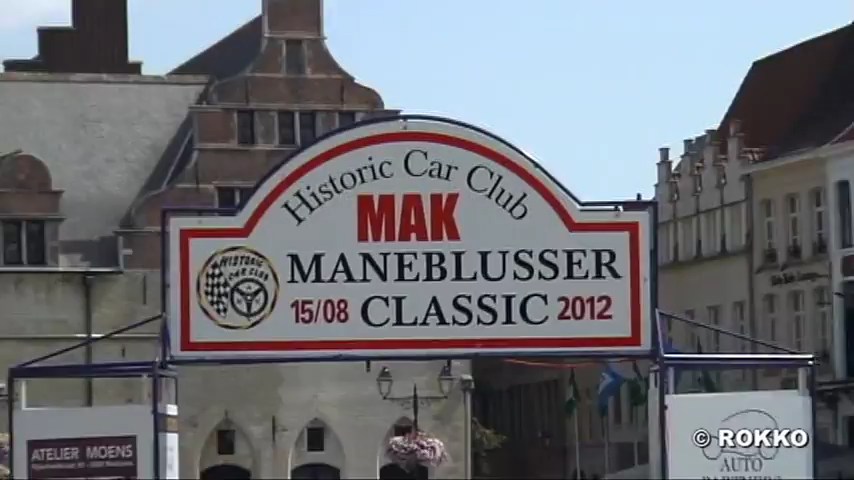 Historic Car Club
MAK
MANEBLUSSER
15/08 CLASSIC 2012
HISTORIC
CAR CLUB
ATELIER MOENS
© ROKKO
AUTO